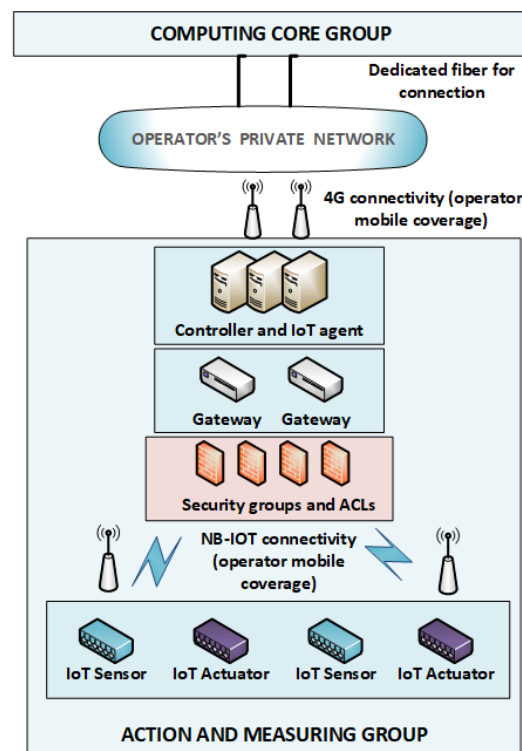 COMPUTING CORE GROUP
Dedicated fiber for
connection
OPERATOR'S PRIVATE NETWORK
4G connectivity (operator
mobile coverage)
Controller and IoT agent
Gateway Gateway
Security groups and ACLs
NB-IOT connectivity
(operator mobile
coverage)
IoT Sensor IoT Actuator IoT Sensor IoT Actuator
ACTION AND MEASURING GROUP